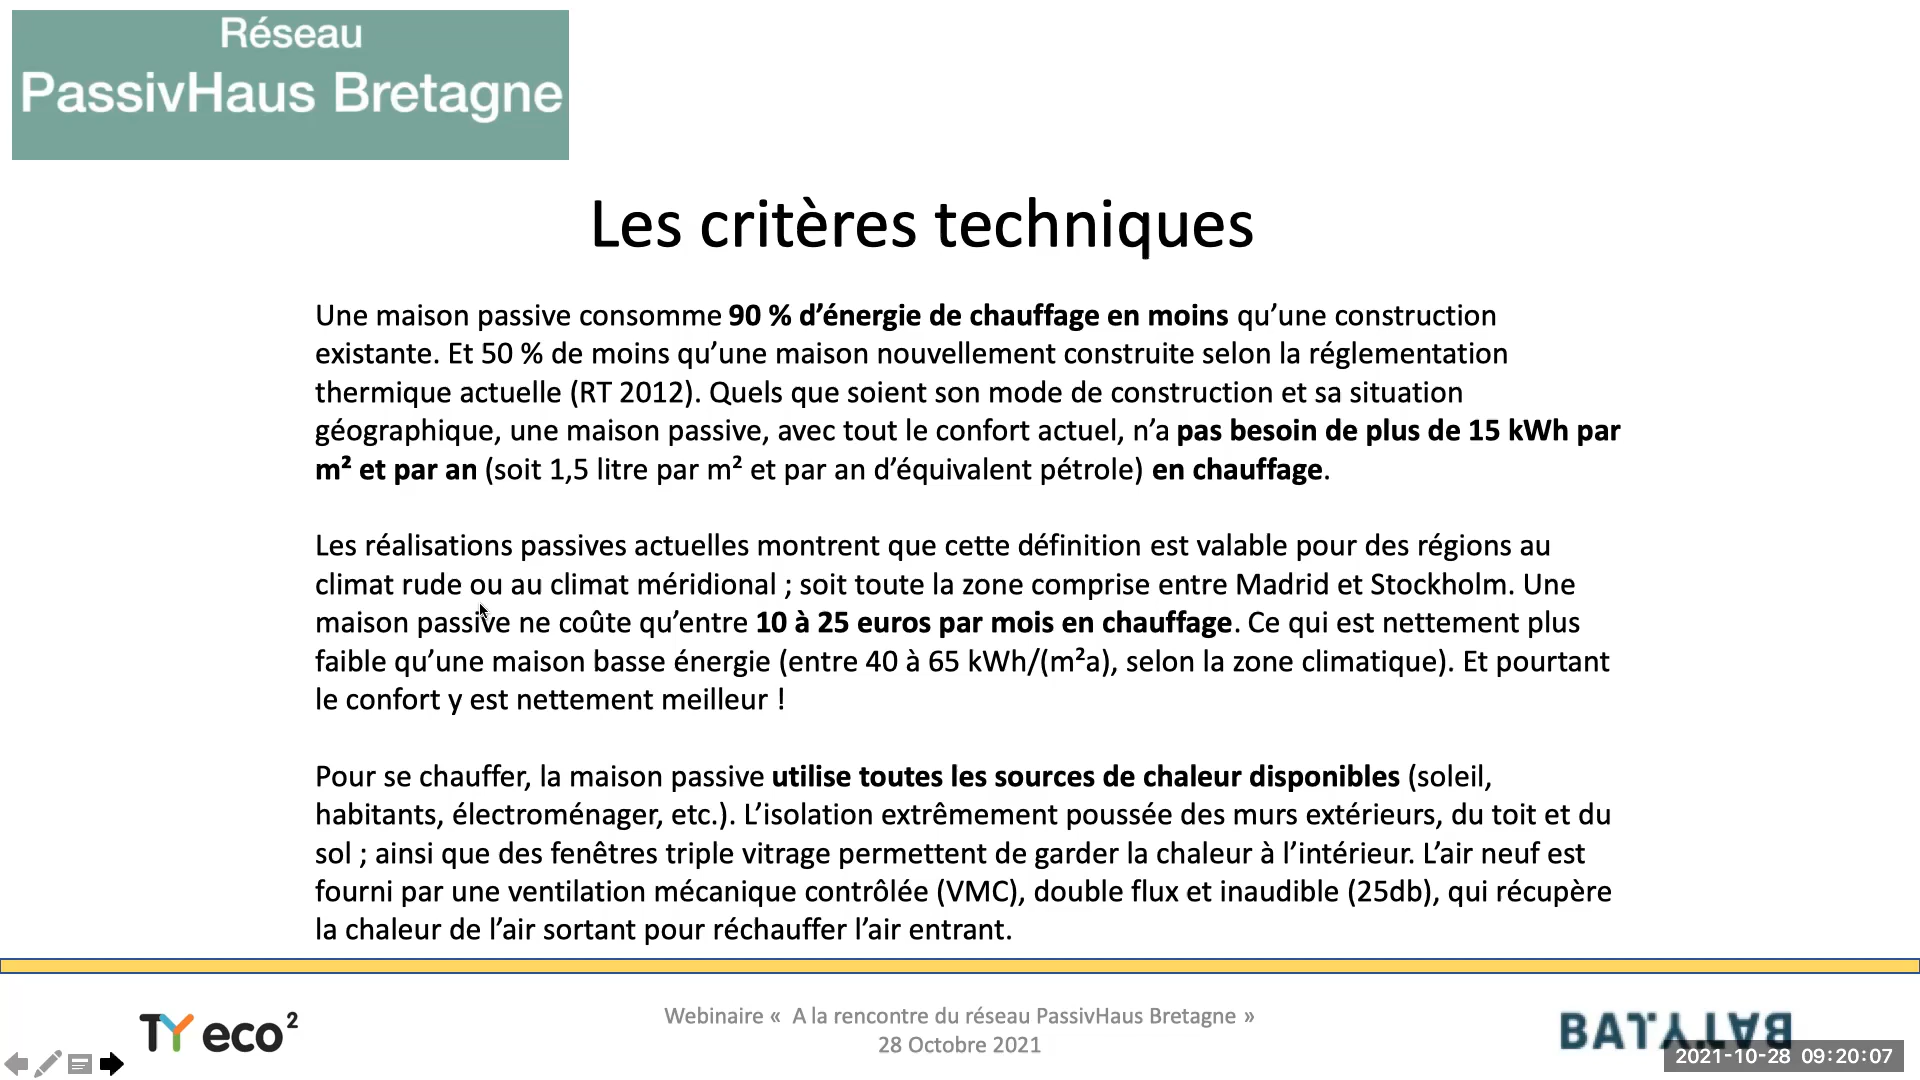 Réseau
PassivHaus Bretagne
Les critères techniques
Une maison passive consomme 90 % d’énergie de chauffage en moins qu’une construction
existante. Et 50 % de moins qu’une maison nouvellement construite selon la réglementation
thermique actuelle (RT 2012). Quels que soient son mode de construction et sa situation
géographique, une maison passive, avec tout le confort actuel, n’a pas besoin de plus de 15 kWh par
m² et par an (soit 1,5 litre par m² et par an d’équivalent pétrole) en chauffage.
Les réalisations passives actuelles montrent que cette définition est valable pour des régions au
climat rude ou au climat méridional ; soit toute la zone comprise entre Madrid et Stockholm. Une
maison passive ne coûte qu’entre 10 à 25 euros par mois en chauffage. Ce qui est nettement plus
faible qu’une maison basse énergie (entre 40 à 65 kWh/(m²a), selon la zone climatique). Et pourtant
le confort y est nettement meilleur !
Pour se chauffer, la maison passive utilise toutes les sources de chaleur disponibles (soleil,
habitants, électroménager, etc.). L’isolation extrêmement poussée des murs extérieurs, du toit et du
sol ; ainsi que des fenêtres triple vitrage permettent de garder la chaleur à l’intérieur. L’air neuf est
fourni par une ventilation mécanique contrôlée (VMC), double flux et inaudible (25db), qui récupère
la chaleur de l’air sortant pour réchauffer l’air entrant.
TY eco²
Webinaire « A la rencontre du réseau PassivHaus Bretagne »
28 Octobre 2021
BATYLAB
2021-10-28 09:20:07